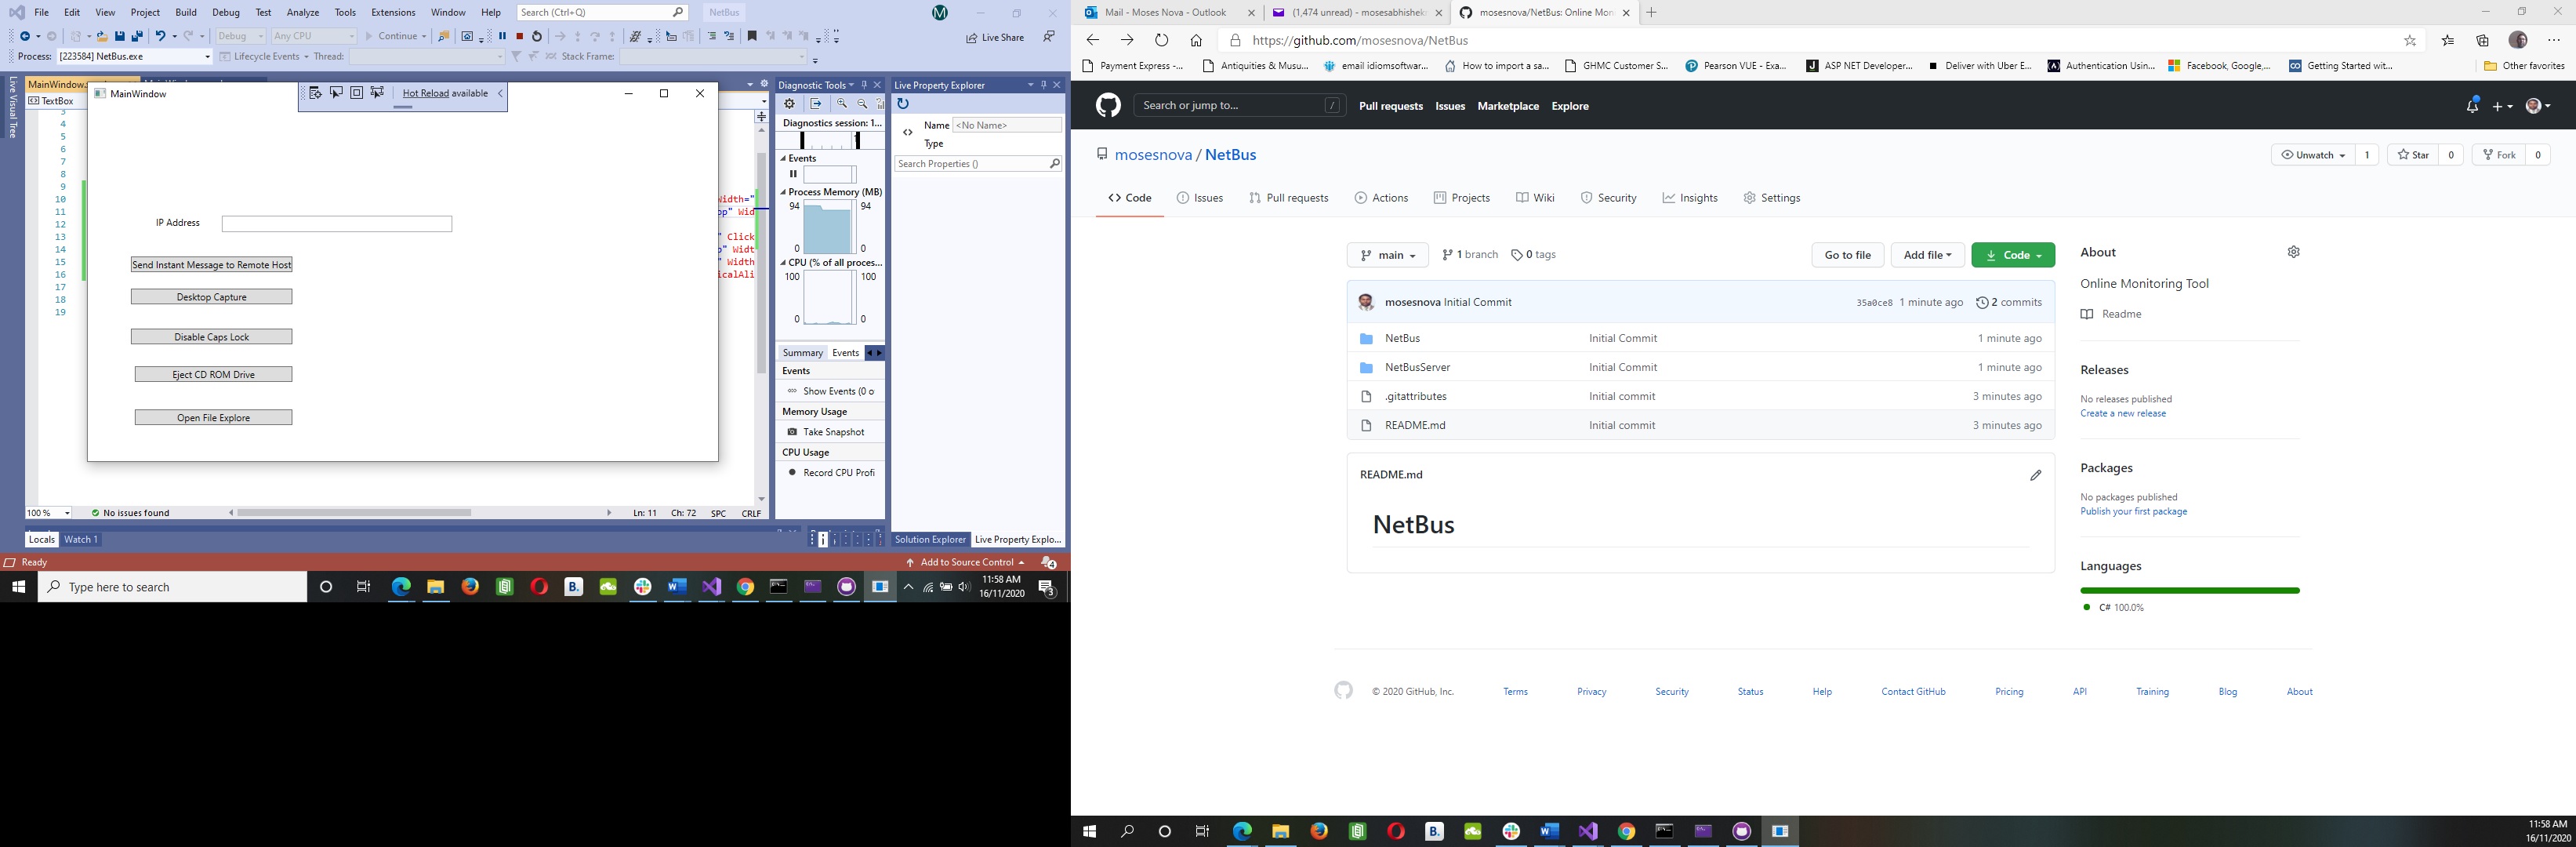 File Edit View Project Build Debug Test Analyze Tools Extensions Window Help Search (Ctrl+Q) NetBus M
Debug Any CPU Continue Live Share
Process: [223584] NetBus.exe Lifecycle Events Thread: Stack Frame:
Live Visual Tree
MainWindow.
TextBox
MainWindow
Hot Reload available
3
4
5
6
7
8
9
10
11
12
13
14
15
16
17
18
19
IP Address
Send Instant Message to Remote Host
Desktop Capture
Disable Caps Lock
Eject CD ROM Drive
Open File Explore
Width="
op" Wid
" Click
o" Widt
" Width
icalAli
100 % No issues found Ln: 11 Ch: 72 SPC CRLF
Locals Watch 1
Diagnostic Tools
Diagnostics session: 1...
Events
Process Memory (MB)
94 94
0 0
CPU (% of all proces...
100 100
0 0
Summary Events
Events
Show Events (0 o
Memory Usage
Take Snapshot
CPU Usage
Record CPU Profi
Live Property Explorer
Name <No Name>
Type
Search Properties ()
Solution Explorer Live Property Explo...
Ready Add to Source Control 4
Type here to search
B.
11:58 AM
16/11/2020
3
Mail - Moses Nova - Outlook (1,474 unread) - mosesabhishek mosesnova/NetBus: Online Mon
https://github.com/mosesnova/NetBus
Payment Express -... Antiquities & Musu... email idiomsoftwar... How to import a sa... GHMC Customer S... Pearson VUE - Exa... ASP NET Developer... Deliver with Uber E... Authentication Usin... Facebook, Google,... Getting Started wit... Other favorites
Search or jump to... / Pull requests Issues Marketplace Explore
mosesnova / NetBus Unwatch 1 Star 0 Fork 0
Code Issues Pull requests Actions Projects Wiki Security Insights Settings
main 1 branch 0 tags Go to file Add file Code
mosesnova Initial Commit 35a0ce8 1 minute ago 2 commits
NetBus Initial Commit 1 minute ago
NetBusServer Initial Commit 1 minute ago
.gitattributes Initial commit 3 minutes ago
README.md Initial commit 3 minutes ago
README.md
NetBus
About
Online Monitoring Tool
Readme
Releases
No releases published
Create a new release
Packages
No packages published
Publish your first package
Languages
C# 100.0%
© 2020 GitHub, Inc. Terms Privacy Security Status Help Contact GitHub Pricing API Training Blog About
B.
11:58 AM
16/11/2020